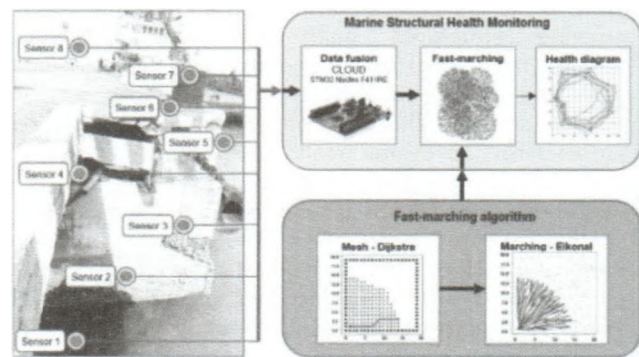 Sensor 8
Sensor 7
Sensor 6
Sensor 5
Sensor 4
Sensor 3
Sensor 2
Sensor 1
Marine Structural Health Monitoring
Data fusion
CLOUD
STM32 Nucleo F411RE
Fast-marching
Health diagram
Fast-marching algorithm
Mesh - Dijkstra
Marching - Eikonal